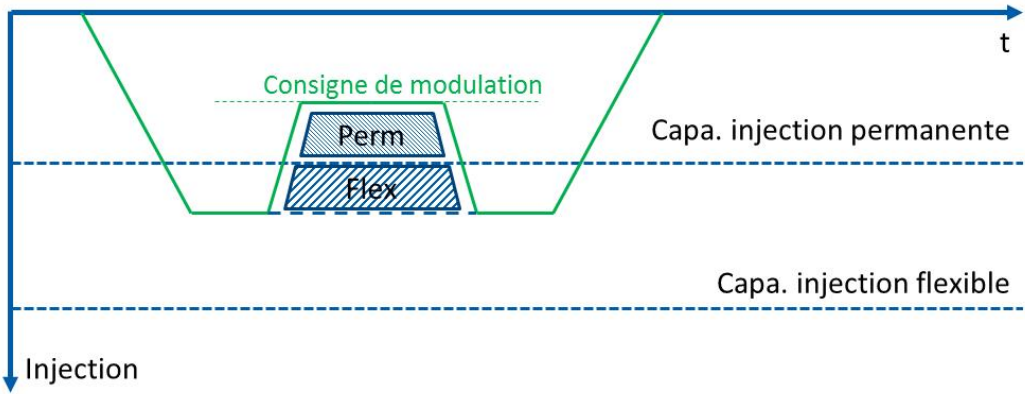 t
Consigne de modulation
Capa. injection permanente
Perm
Flex
Capa. injection flexible
Injection